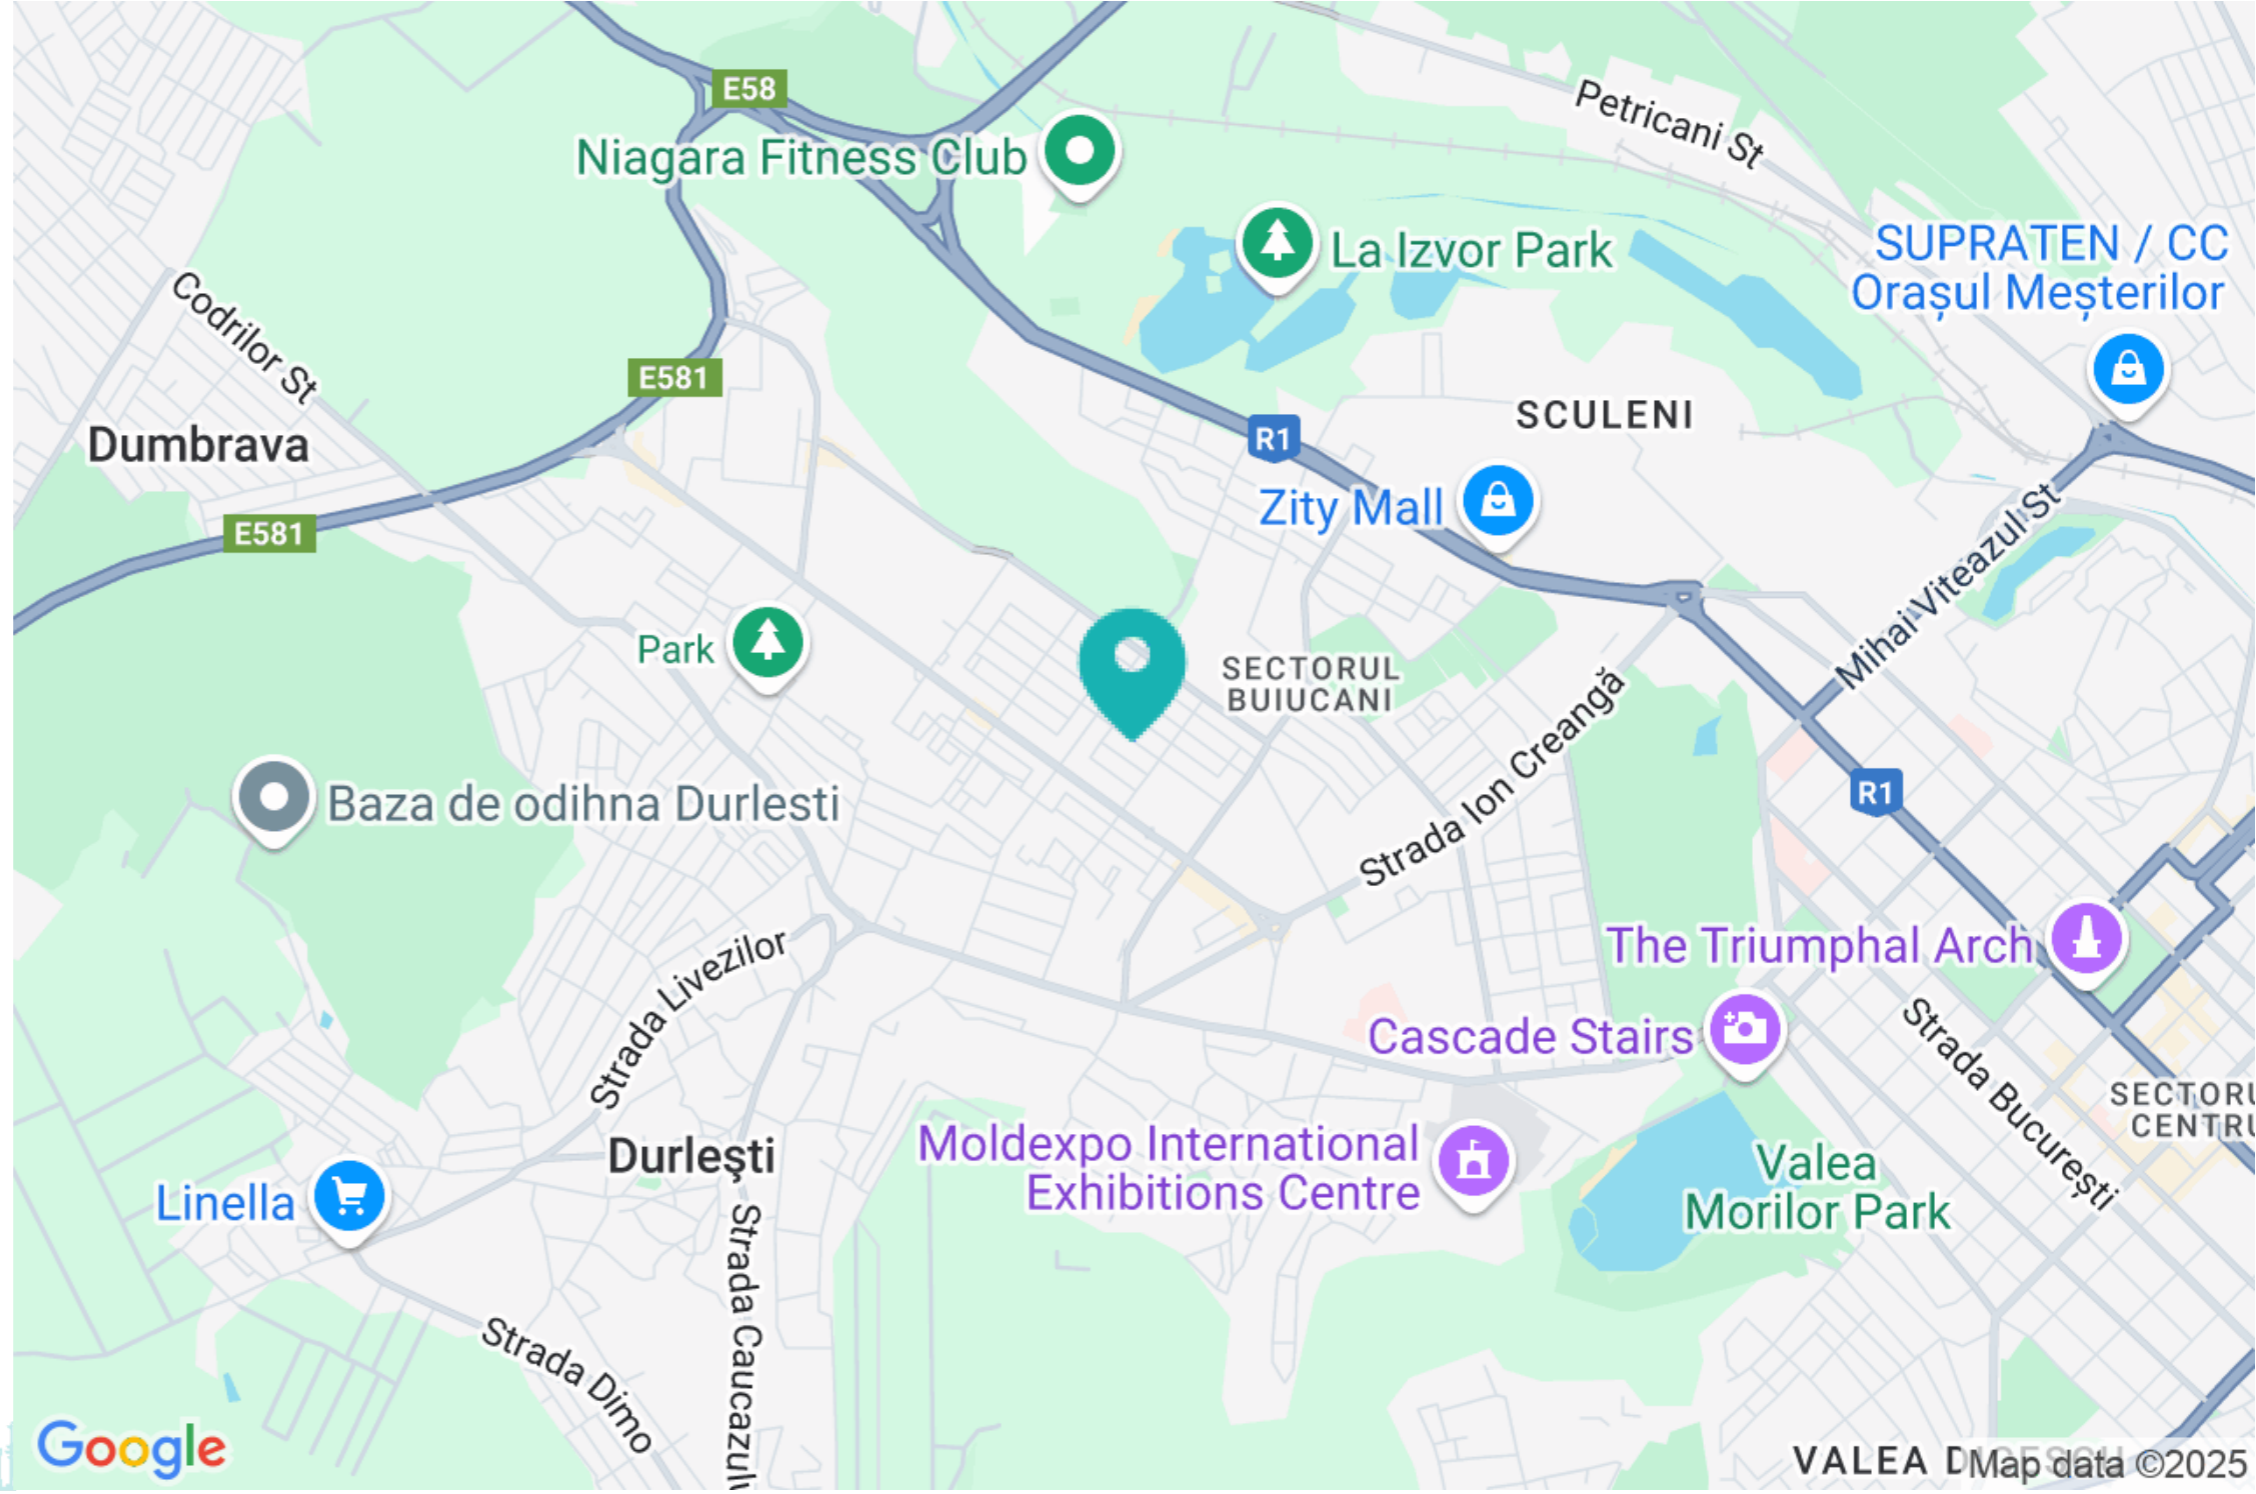 E58
Niagara Fitness Club
Petricani St
La Izvor Park
SUPRATEN / CC
Orașul Meșterilor
Codrilor St
E581
Dumbrava
R1
SCULENI
Zity Mall
E581
Mihai Viteazul St
Park
SECTORUL
BUIUCANI
Strada Ion Creangă
Baza de odihna Durlesti
R1
The Triumphal Arch
Strada Livezilor
Cascade Stairs
Strada București
SECTORU
CENTRU
Durleşti
Moldexpo International
Exhibitions Centre
Valea
Morilor Park
Linella
Strada Caucazulu
Strada Dimo
Google
VALEA
Map data ©2025